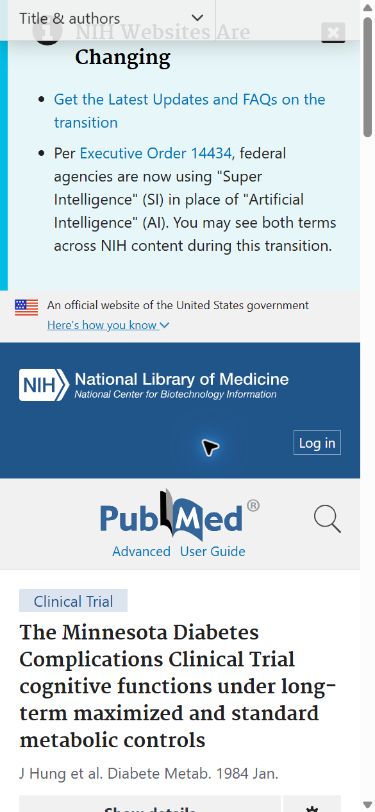 Title & authors
NIH Websites Are
Changing
Get the Latest Updates and FAQs on the
transition
Per Executive Order 14434, federal
agencies are now using "Super
Intelligence" (SI) in place of "Artificial
Intelligence" (AI). You may see both terms
across NIH content during this transition.
An official website of the United States government
Here's how you know
NIH National Library of Medicine
National Center for Biotechnology Information
Log in
PubMed®
Advanced User Guide
Clinical Trial
The Minnesota Diabetes
Complications Clinical Trial
cognitive functions under long-
term maximized and standard
metabolic controls
J Hung et al. Diabete Metab. 1984 Jan.
Show details